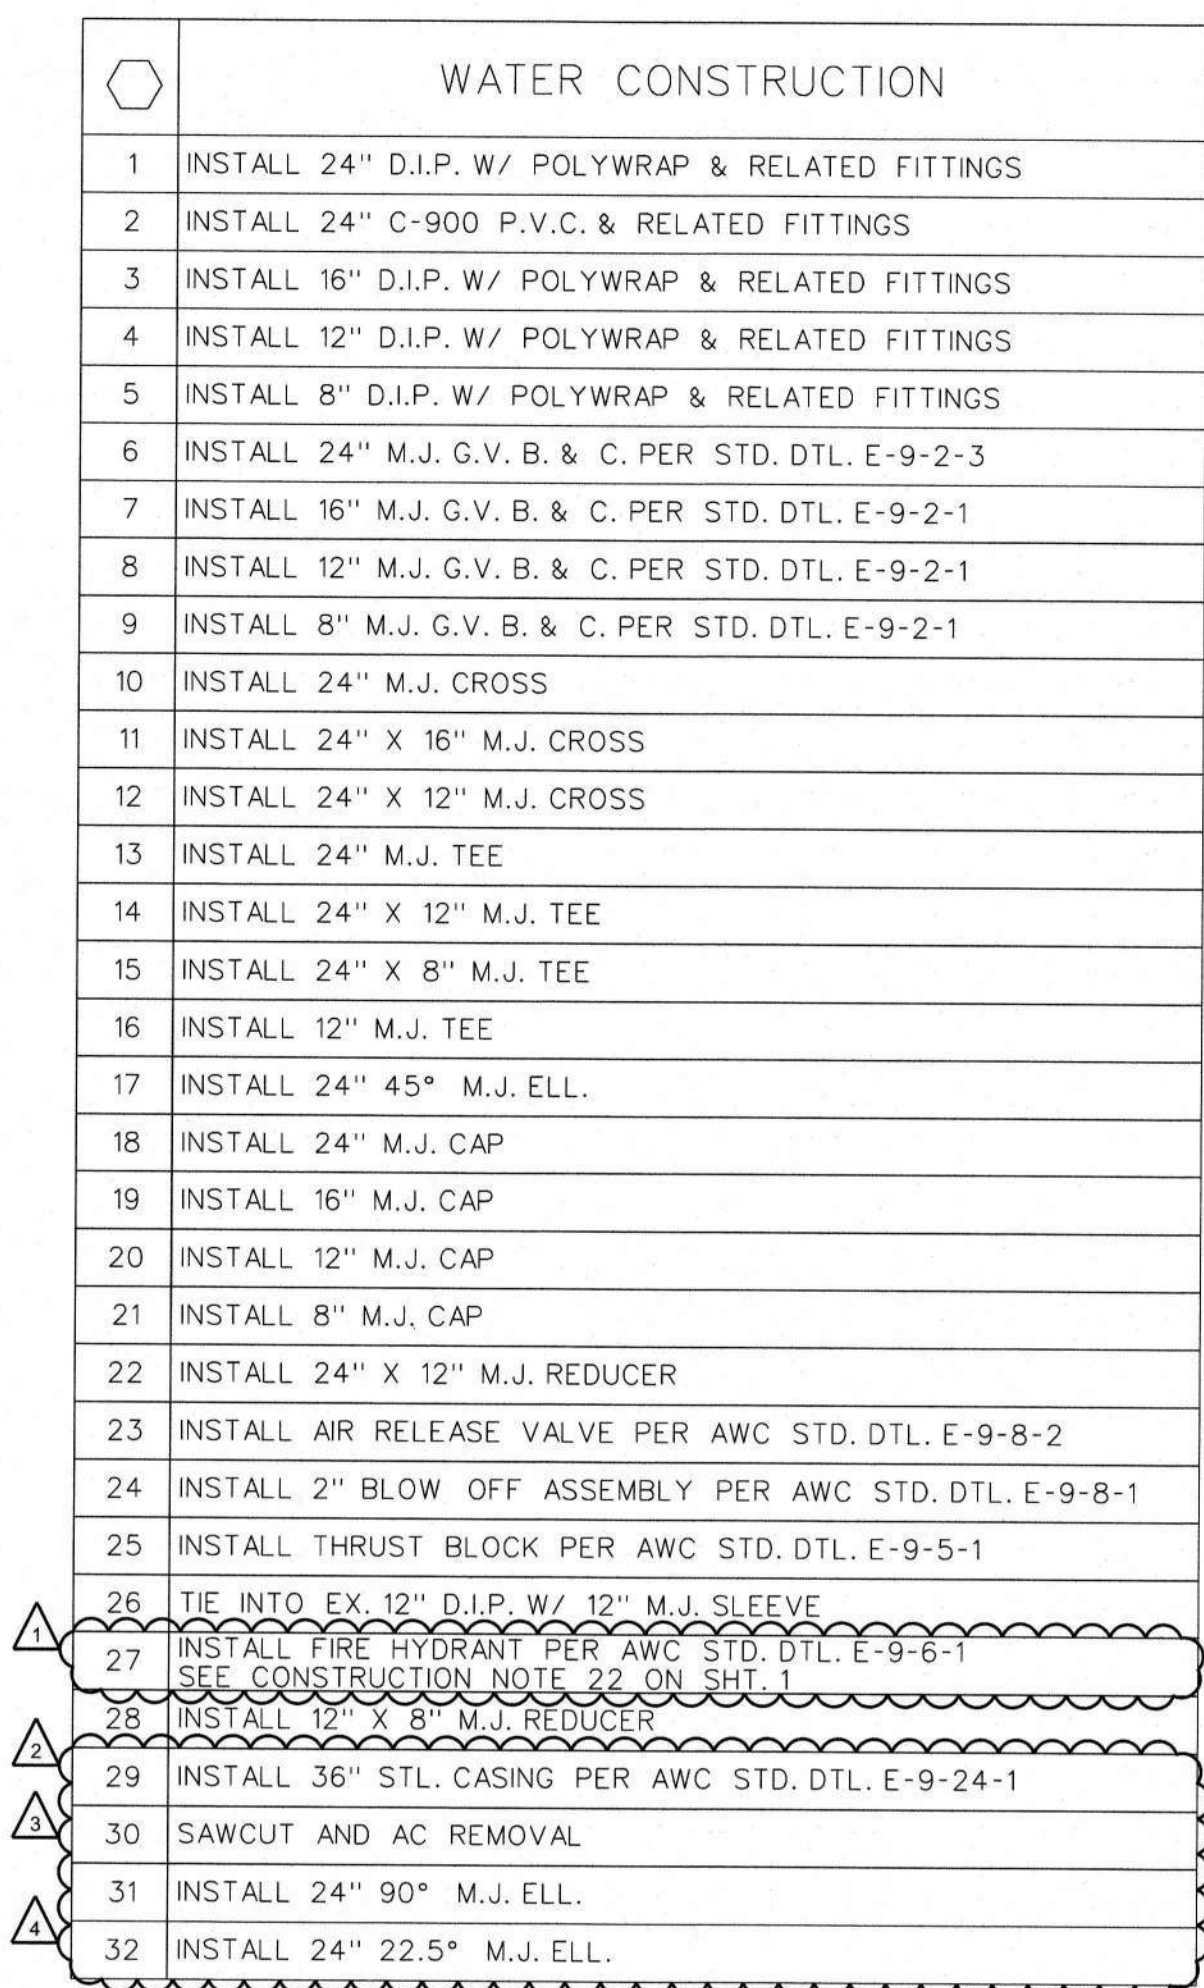 WATER CONSTRUCTION
1 INSTALL 24" D.I.P. W/ POLYWRAP & RELATED FITTINGS
2 INSTALL 24" C-900 P.V.C. & RELATED FITTINGS
3 INSTALL 16" D.I.P. W/ POLYWRAP & RELATED FITTINGS
4 INSTALL 12" D.I.P. W/ POLYWRAP & RELATED FITTINGS
5 INSTALL 8" D.I.P. W/ POLYWRAP & RELATED FITTINGS
6 INSTALL 24" M.J. G.V. B. & C. PER STD. DTL. E-9-2-3
7 INSTALL 16" M.J. G.V. B. & C. PER STD. DTL. E-9-2-1
8 INSTALL 12" M.J. G.V. B. & C. PER STD. DTL. E-9-2-1
9 INSTALL 8" M.J. G.V. B. & C. PER STD. DTL. E-9-2-1
10 INSTALL 24" M.J. CROSS
11 INSTALL 24" X 16" M.J. CROSS
12 INSTALL 24" X 12" M.J. CROSS
13 INSTALL 24" M.J. TEE
14 INSTALL 24" X 12" M.J. TEE
15 INSTALL 24" X 8" M.J. TEE
16 INSTALL 12" M.J. TEE
17 INSTALL 24" 45° M.J. ELL.
18 INSTALL 24" M.J. CAP
19 INSTALL 16" M.J. CAP
20 INSTALL 12" M.J. CAP
21 INSTALL 8" M.J. CAP
22 INSTALL 24" X 12" M.J. REDUCER
23 INSTALL AIR RELEASE VALVE PER AWC STD. DTL. E-9-8-2
24 INSTALL 2" BLOW OFF ASSEMBLY PER AWC STD. DTL. E-9-8-1
25 INSTALL THRUST BLOCK PER AWC STD. DTL. E-9-5-1
26 TIE INTO EX. 12" D.I.P. W/ 12" M.J. SLEEVE
1
27 INSTALL FIRE HYDRANT PER AWC STD. DTL. E-9-6-1
SEE CONSTRUCTION NOTE 22 ON SHT. 1
28 INSTALL 12" X 8" M.J. REDUCER
2
29 INSTALL 36" STL. CASING PER AWC STD. DTL. E-9-24-1
3
30 SAWCUT AND AC REMOVAL
31 INSTALL 24" 90° M.J. ELL.
4
32 INSTALL 24" 22.5° M.J. ELL.